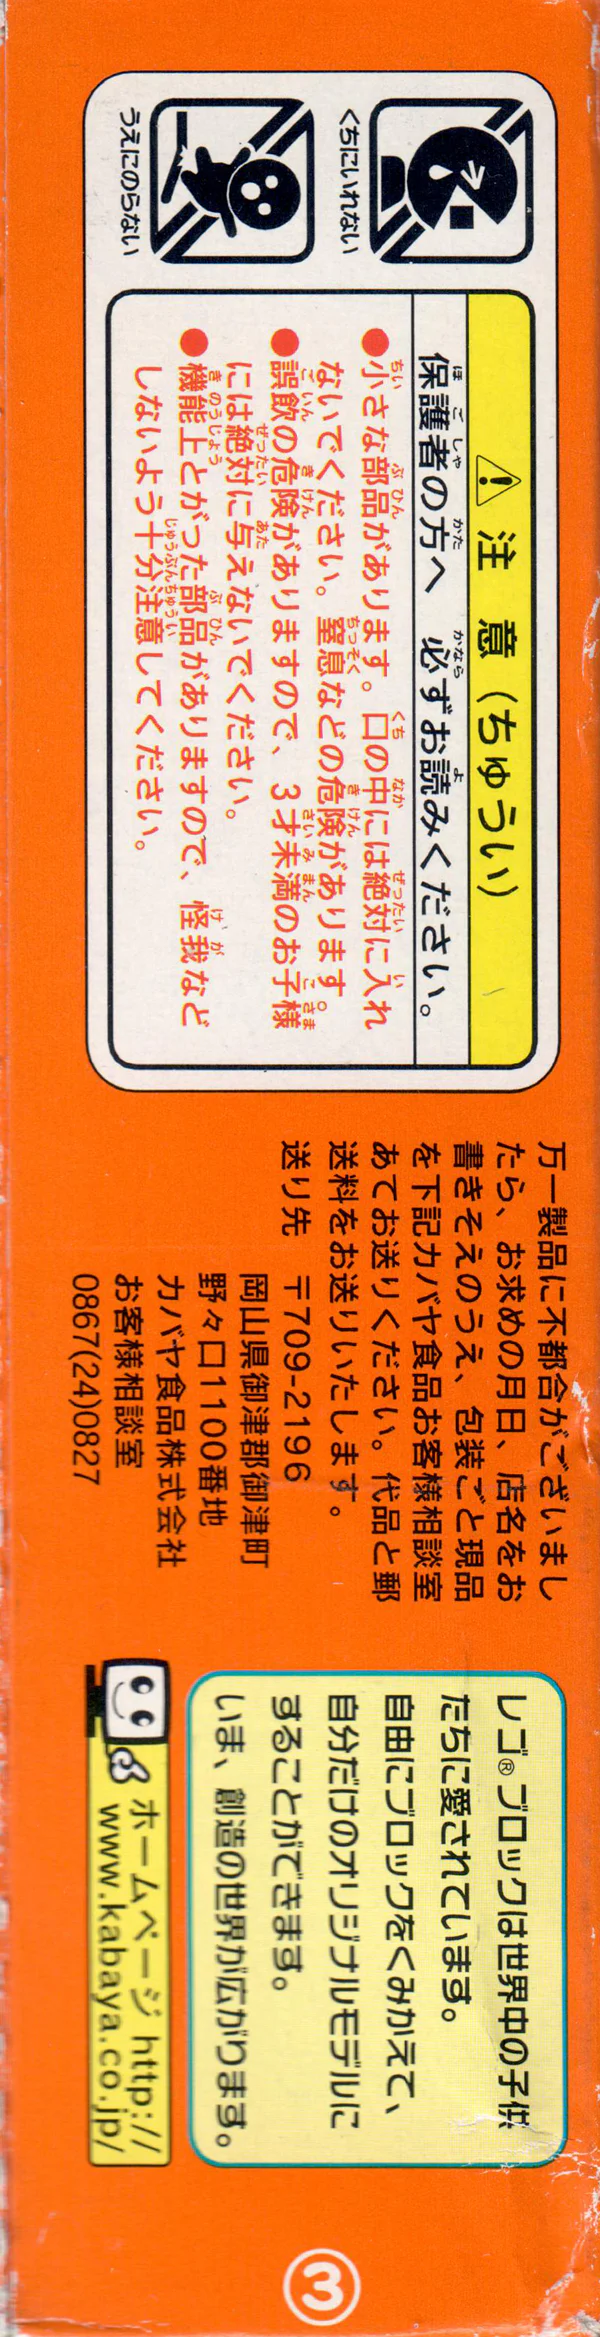 くちにいれない
うえにのらない
注意(ちゅうい)
保護者の方へ 必ずお読みください。
●小さな部品があります。口の中には絶対に入れ
ないでください。窒息などの危険があります。
●誤飲の危険がありますので、3才未満のお子様
には絶対に与えないでください。
●機能上とがった部品がありますので、怪我など
しないよう十分注意してください。
万一製品に不都合がございまし
たら、お求めの月日、店名をお
書きそえのうえ、包装ごと現品
を下記カバヤ食品お客様相談室
あてお送りください。代品と郵
送料をお送りいたします。
送り先 〒709-2196
岡山県御津郡御津町
野々口1100番地
カバヤ食品株式会社
お客様相談室
0867(24)0827
レゴ®ブロックは世界中の子供
たちに愛されています。
自由にブロックをくみかえて、
自分だけのオリジナルモデルに
することができます。
いま、創造の世界が広がります。
ホームページ http://
www.kabaya.co.jp/
③